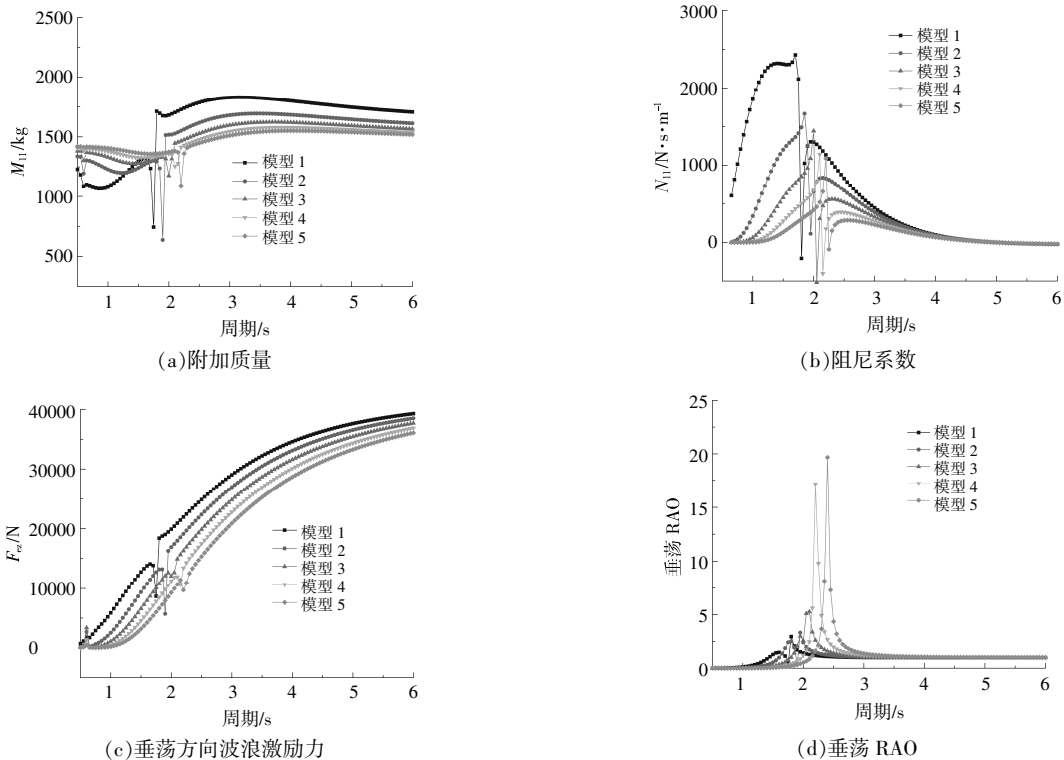 2500
2000
1500
1000
500
M₁₁/kg
模型 1
模型 2
模型 3
模型 4
模型 5
1 2 3 4 5 6
周期/s
(a)附加质量
3000
2000
1000
0
N₁₁/N·s·m⁻¹
模型 1
模型 2
模型 3
模型 4
模型 5
1 2 3 4 5 6
周期/s
(b)阻尼系数
40000
30000
20000
10000
0
模型 1
模型 2
模型 3
模型 4
模型 5
1 2 3 4 5 6
周期/s
(c)垂荡方向波浪激励力
25
20
15
10
5
0
垂荡 RAO
模型 1
模型 2
模型 3
模型 4
模型 5
1 2 3 4 5 6
周期/s
(d)垂荡 RAO